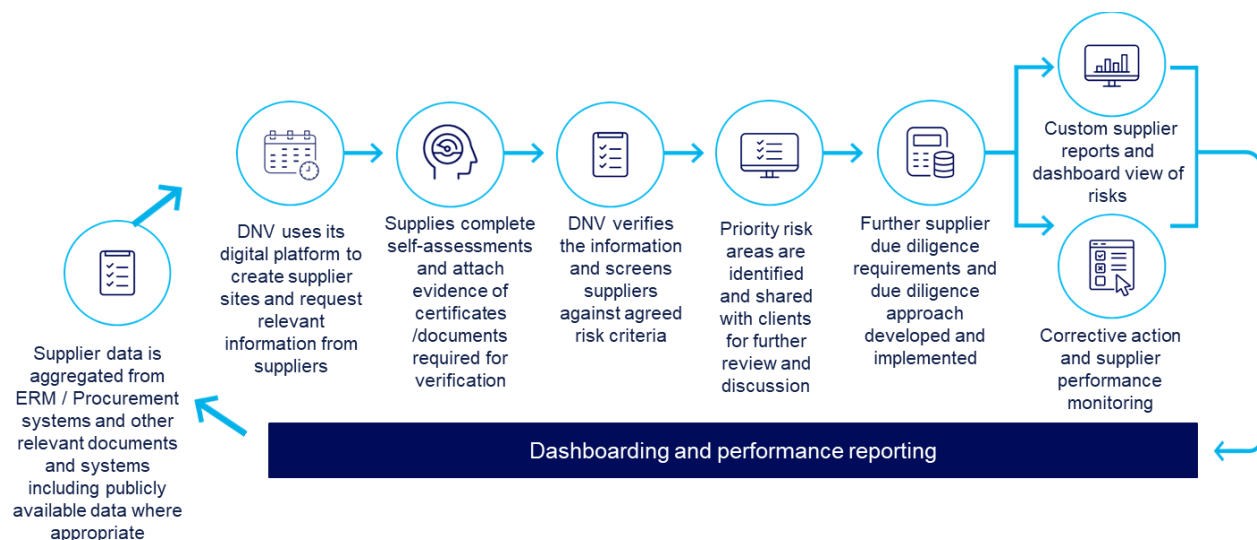 Supplier data is
aggregated from
ERM / Procurement
systems and other
relevant documents
and systems
including publicly
available data where
appropriate
DNV uses its
digital platform to
create supplier
sites and request
relevant
information from
suppliers
Supplies complete
self-assessments
and attach
evidence of
certificates
/documents
required for
verification
DNV verifies
the information
and screens
suppliers
against agreed
risk criteria
Priority risk
areas are
identified
and shared
with clients
for further
review and
discussion
Further supplier
due diligence
requirements and
due diligence
approach
developed and
implemented
Custom supplier
reports and
dashboard view of
risks
Corrective action
and supplier
performance
monitoring
Dashboarding and performance reporting